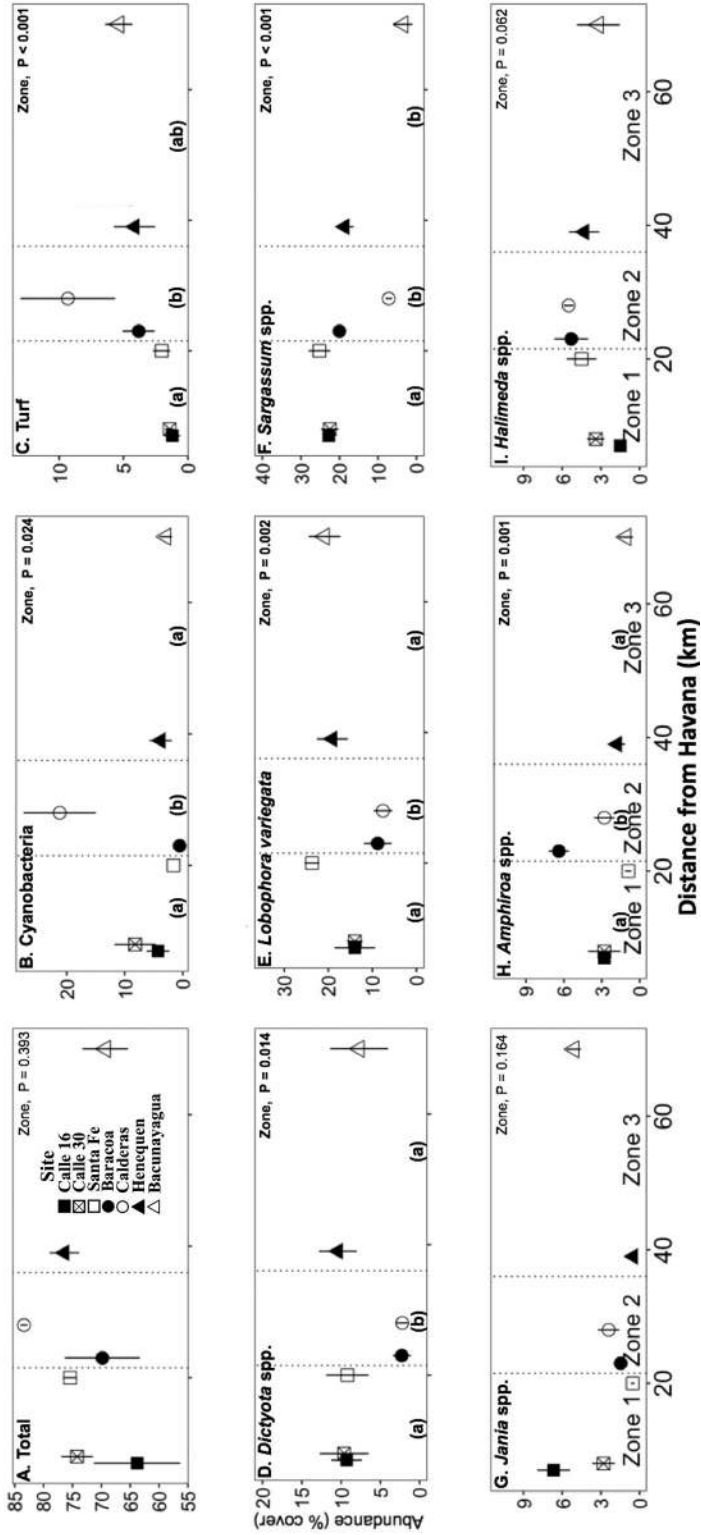 A. Total
Zone, P = 0.393
85
75
65
55
Site
Calle 16
Calle 30
Santa Fe
Baracoa
Calderas
Henequen
Bacunayagua
B. Cyanobacteria
Zone, P = 0.024
20
10
0
(a)
(b)
(a)
C. Turf
Zone, P < 0.001
10
5
0
(a)
(b)
(ab)
Abundance (% cover)
D. Dictyota spp.
Zone, P = 0.014
20
10
0
(a)
(b)
(a)
E. Lobophora variegata
Zone, P = 0.002
30
20
10
0
(a)
(b)
(a)
F. Sargassum spp.
Zone, P < 0.001
40
30
20
10
0
(a)
(b)
(b)
G. Jania spp.
Zone, P = 0.164
9
6
3
0
Zone 1
Zone 2
Zone 3
20
40
60
H. Amphiroa spp.
Zone, P = 0.001
9
6
3
0
(a)
(b)
(a)
Zone 1
Zone 2
Zone 3
20
40
60
I. Halimeda spp.
Zone, P = 0.062
9
6
3
0
Zone 1
Zone 2
Zone 3
20
40
60
Distance from Havana (km)